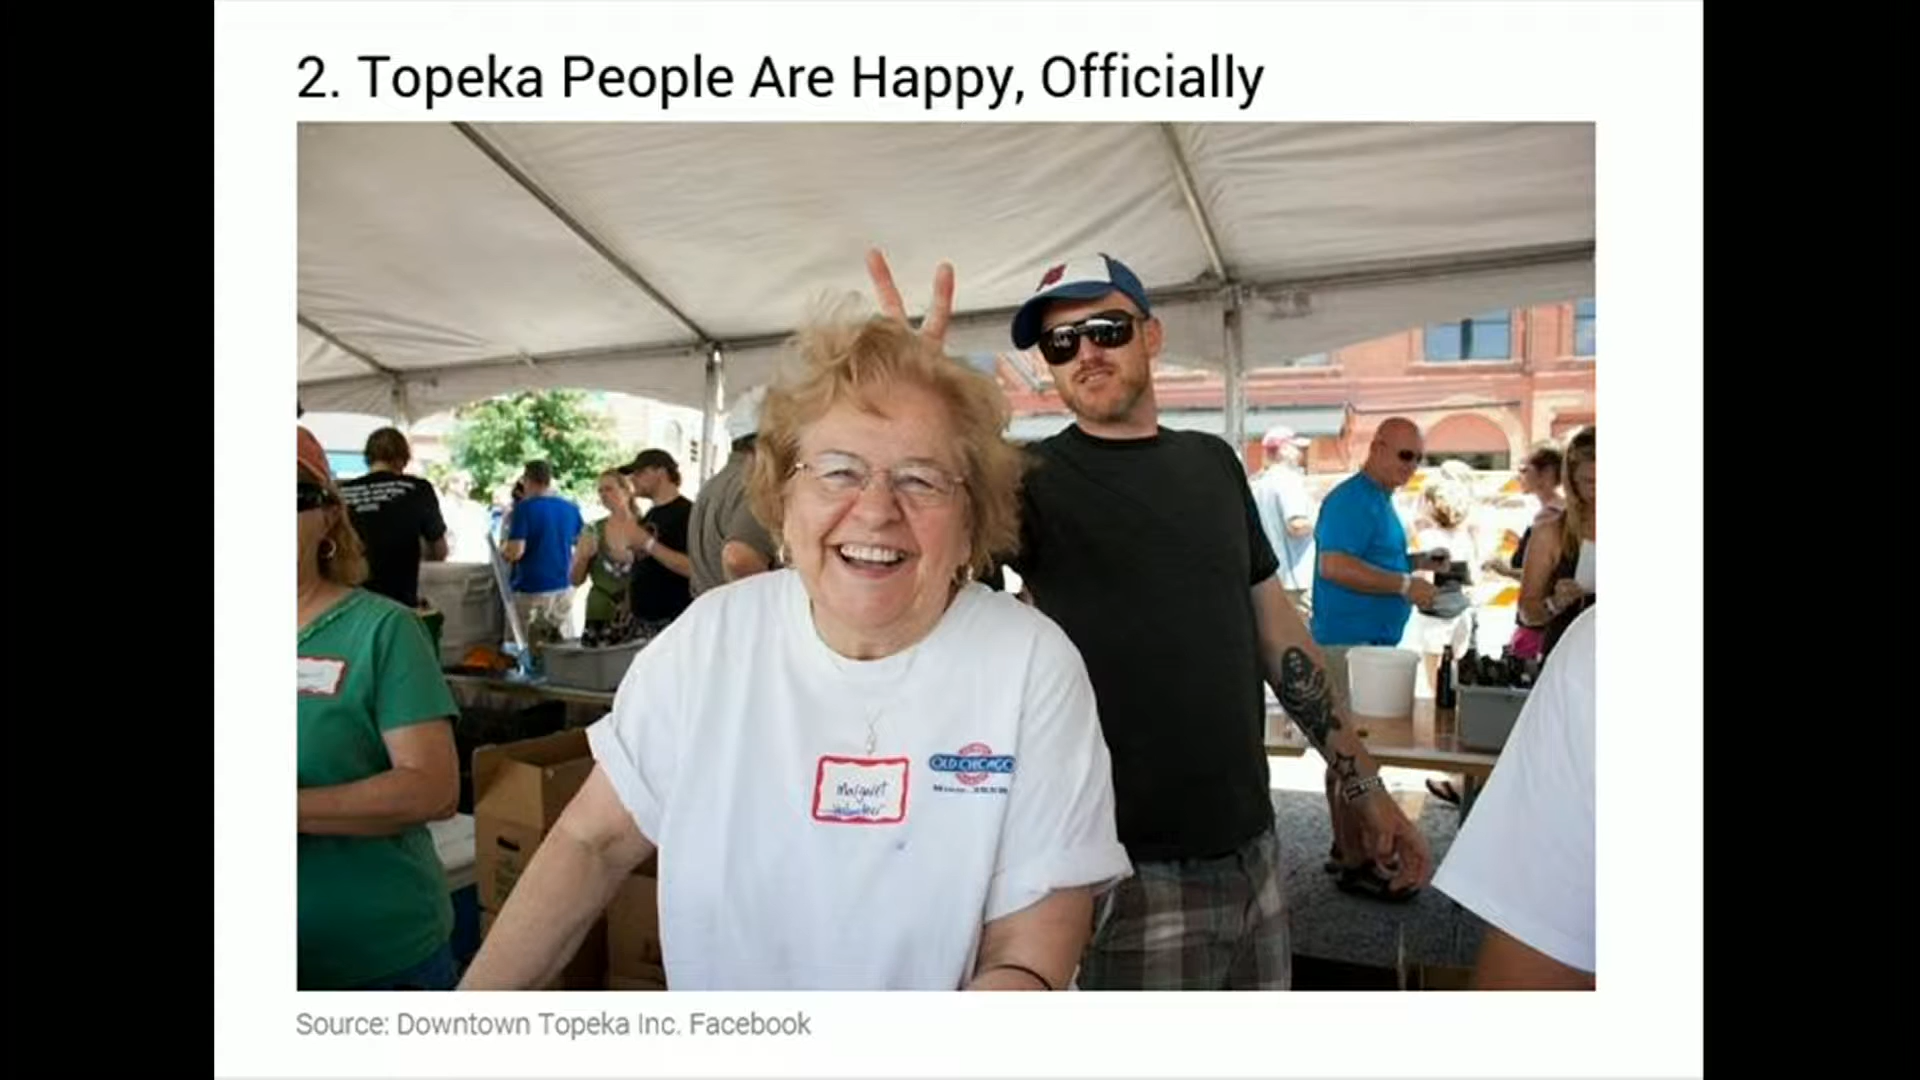 2. Topeka People Are Happy, Officially
Margaret
Volunteer
OLD CHICAGO
Source: Downtown Topeka Inc. Facebook